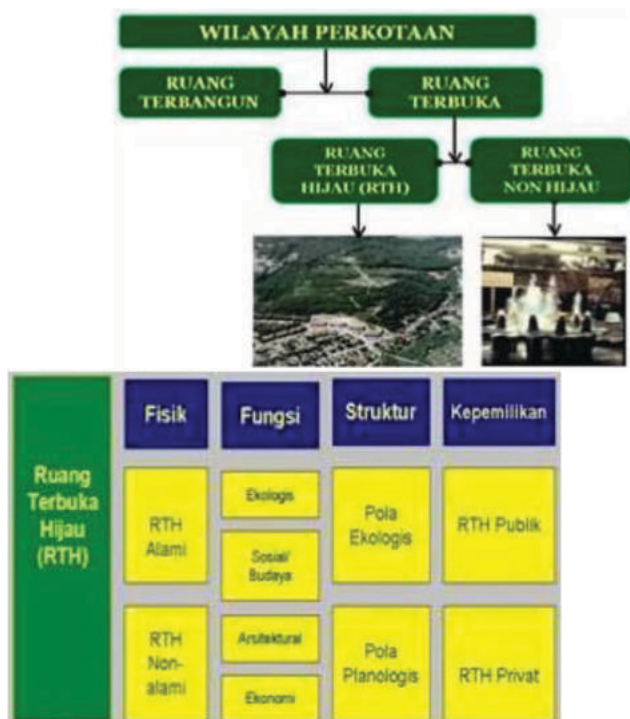 WILAYAH PERKOTAAN
RUANG
TERBANGUN
RUANG
TERBUKA
RUANG
TERBUKA
HIJAU (RTH)
RUANG
TERBUKA
NON HIJAU
Ruang
Terbuka
Hijau
(RTH)
Fisik
Fungsi
Struktur
Kepemilikan
RTH
Alami
Ekologis
Sosial/
Budaya
Pola
Ekologis
RTH Publik
RTH
Non-
alami
Arsitektural
Ekonomi
Pola
Planologis
RTH Privat